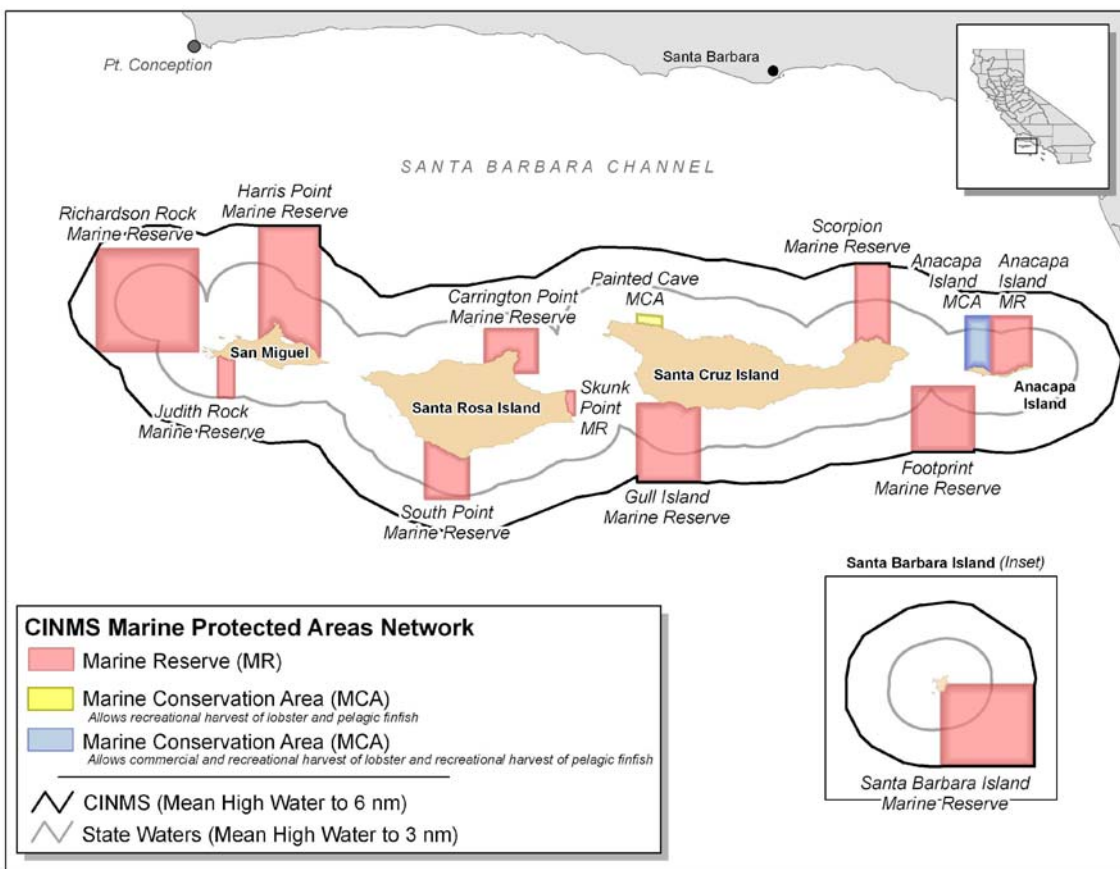 Pt. Conception
Santa Barbara
SANTA BARBARA CHANNEL
Richardson Rock
Marine Reserve
Harris Point
Marine Reserve
Scorpion
Marine Reserve
Anacapa
Island
MCA
Anacapa
Island
MR
Painted Cave
MCA
Carrington Point
Marine Reserve
San Miguel
Santa Cruz Island
Santa Rosa Island
Skunk
Point
MR
Anacapa
Island
Judith Rock
Marine Reserve
South Point
Marine Reserve
Gull Island
Marine Reserve
Footprint
Marine Reserve
Santa Barbara Island (Inset)
Santa Barbara Island
Marine Reserve
CINMS Marine Protected Areas Network
Marine Reserve (MR)
Marine Conservation Area (MCA)
Allows recreational harvest of lobster and pelagic finfish
Marine Conservation Area (MCA)
Allows commercial and recreational harvest of lobster and recreational harvest of pelagic finfish
CINMS (Mean High Water to 6 nm)
State Waters (Mean High Water to 3 nm)